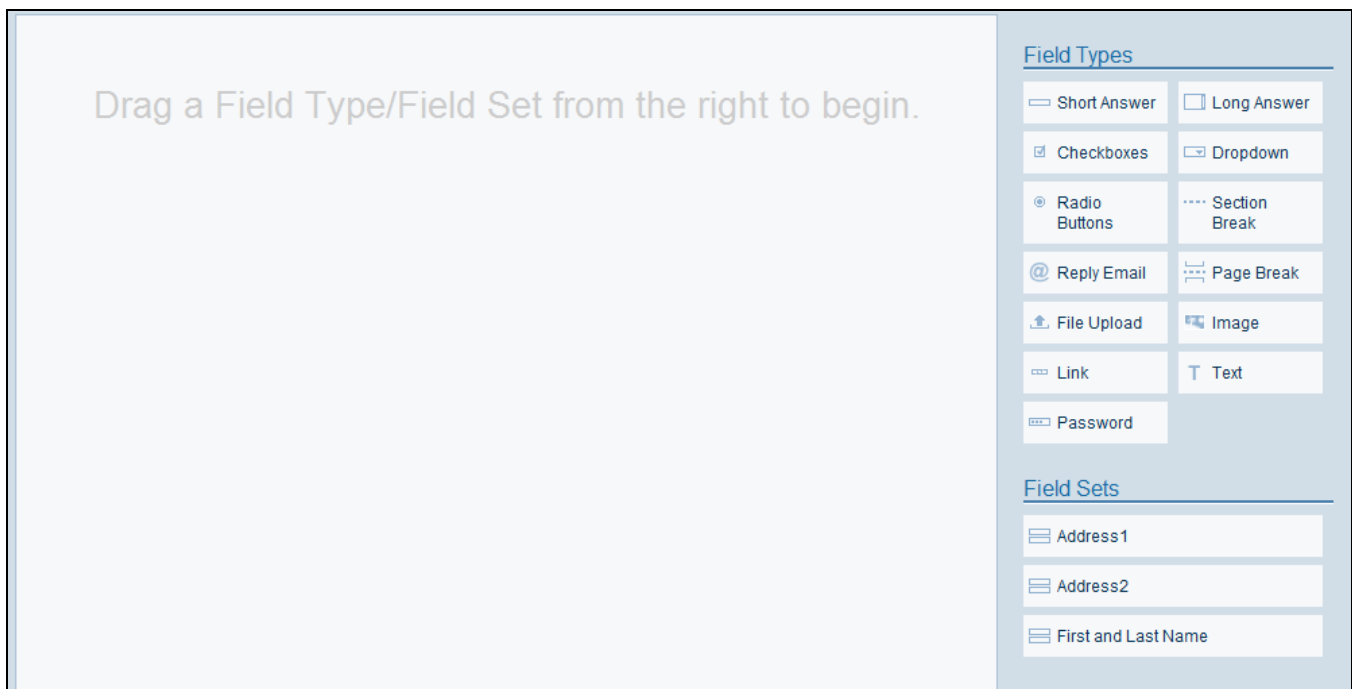 Drag a Field Type/Field Set from the right to begin.
Field Types
Short Answer
Long Answer
Checkboxes
Dropdown
Radio
Buttons
Section
Break
Reply Email
Page Break
File Upload
Image
Link
Text
Password
Field Sets
Address1
Address2
First and Last Name